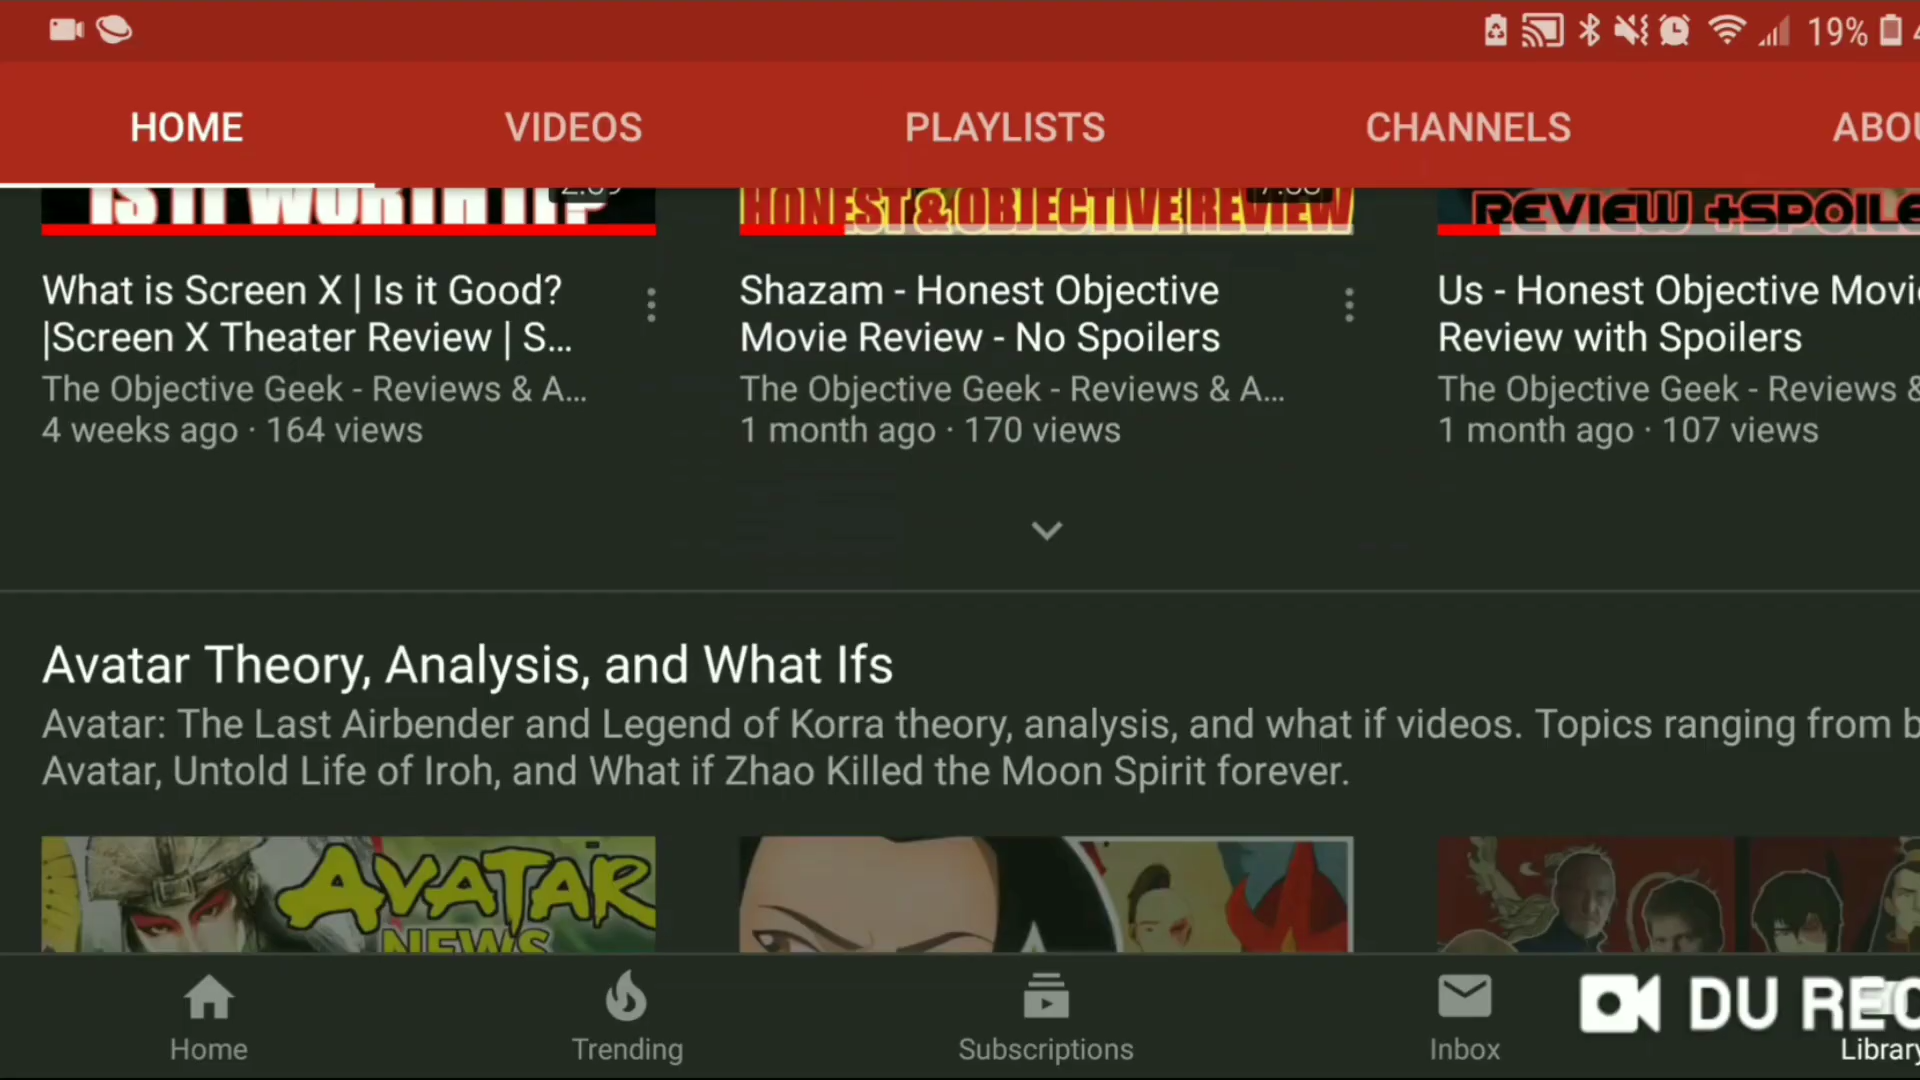 19%
HOME VIDEOS PLAYLISTS CHANNELS ABOU
IS IT WORTH IT?
HONEST & OBJECTIVE REVIEW
REVIEW +SPOILE
What is Screen X | Is it Good?
|Screen X Theater Review | S...
The Objective Geek - Reviews & A...
4 weeks ago · 164 views
Shazam - Honest Objective
Movie Review - No Spoilers
The Objective Geek - Reviews & A...
1 month ago · 170 views
Us - Honest Objective Movi
Review with Spoilers
The Objective Geek - Reviews &
1 month ago · 107 views
Avatar Theory, Analysis, and What Ifs
Avatar: The Last Airbender and Legend of Korra theory, analysis, and what if videos. Topics ranging from b
Avatar, Untold Life of Iroh, and What if Zhao Killed the Moon Spirit forever.
AVATAR
NEWS
DU REC
Home Trending Subscriptions Inbox Library